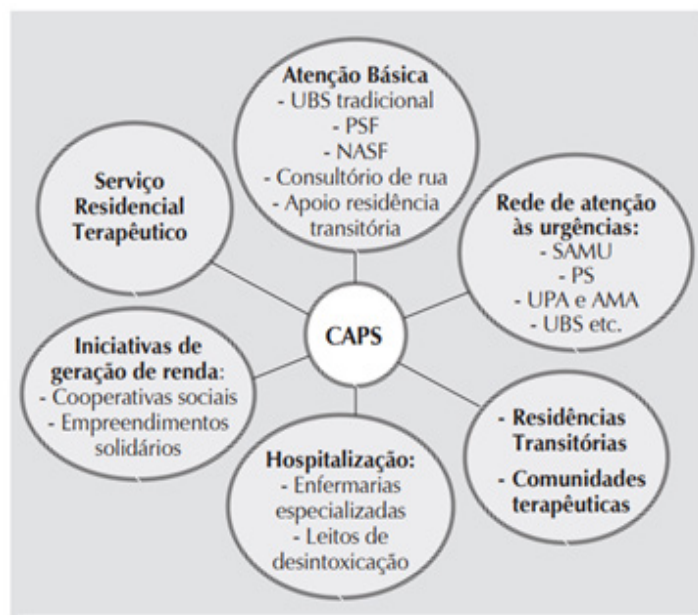 Atenção Básica
- UBS tradicional
- PSF
- NASF
- Consultório de rua
- Apoio residência
transitória
Serviço
Residencial
Terapêutico
Rede de atenção
às urgências:
- SAMU
- PS
- UPA e AMA
- UBS etc.
CAPS
Iniciativas de
geração de renda:
- Cooperativas sociais
- Empreendimentos
solidários
- Residências
Transitórias
- Comunidades
terapêuticas
Hospitalização:
- Enfermarias
especializadas
- Leitos de
desintoxicação